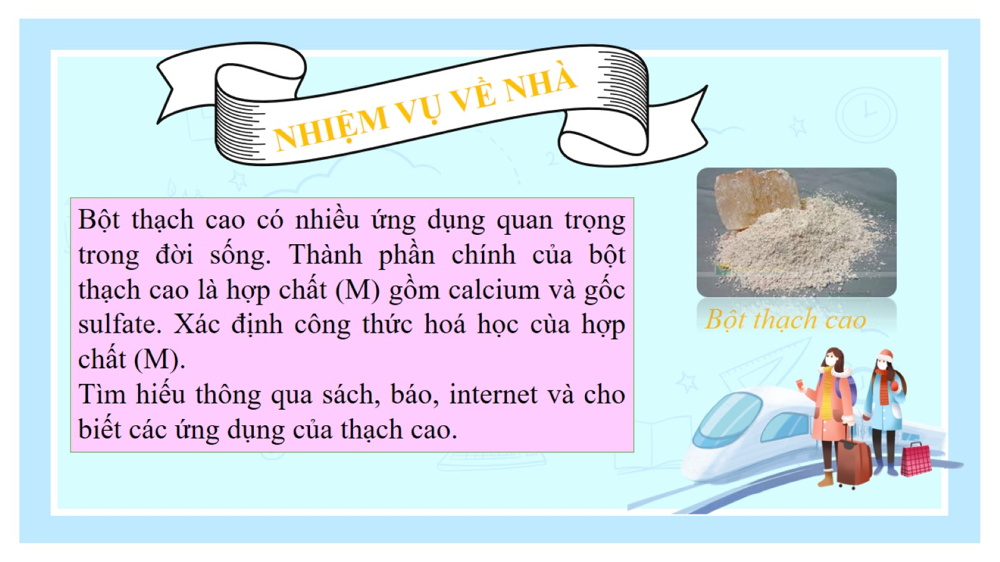 NHIỆM VỤ VỀ NHÀ
Bột thạch cao có nhiều ứng dụng quan trọng
trong đời sống. Thành phần chính của bột
thạch cao là hợp chất (M) gồm calcium và gốc
sulfate. Xác định công thức hoá học cùa hợp
chất (M).
Tìm hiếu thông qua sách, báo, internet và cho
biết các ứng dụng của thạch cao.
Bột thạch cao